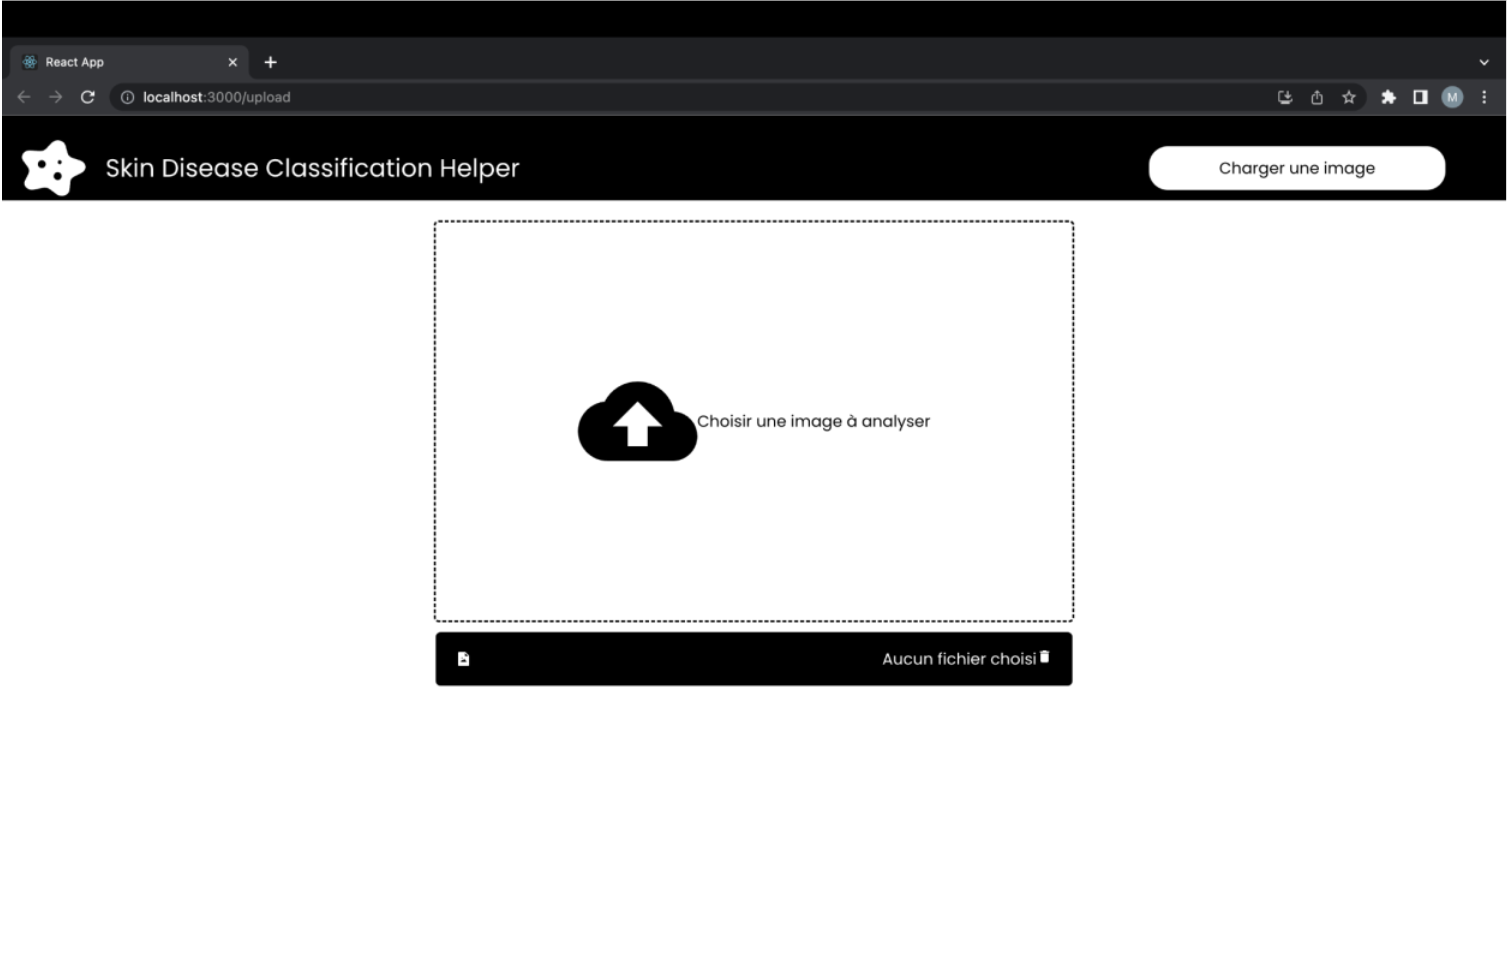 React App
localhost:3000/upload
M
Skin Disease Classification Helper
Charger une image
Choisir une image à analyser
Aucun fichier choisi